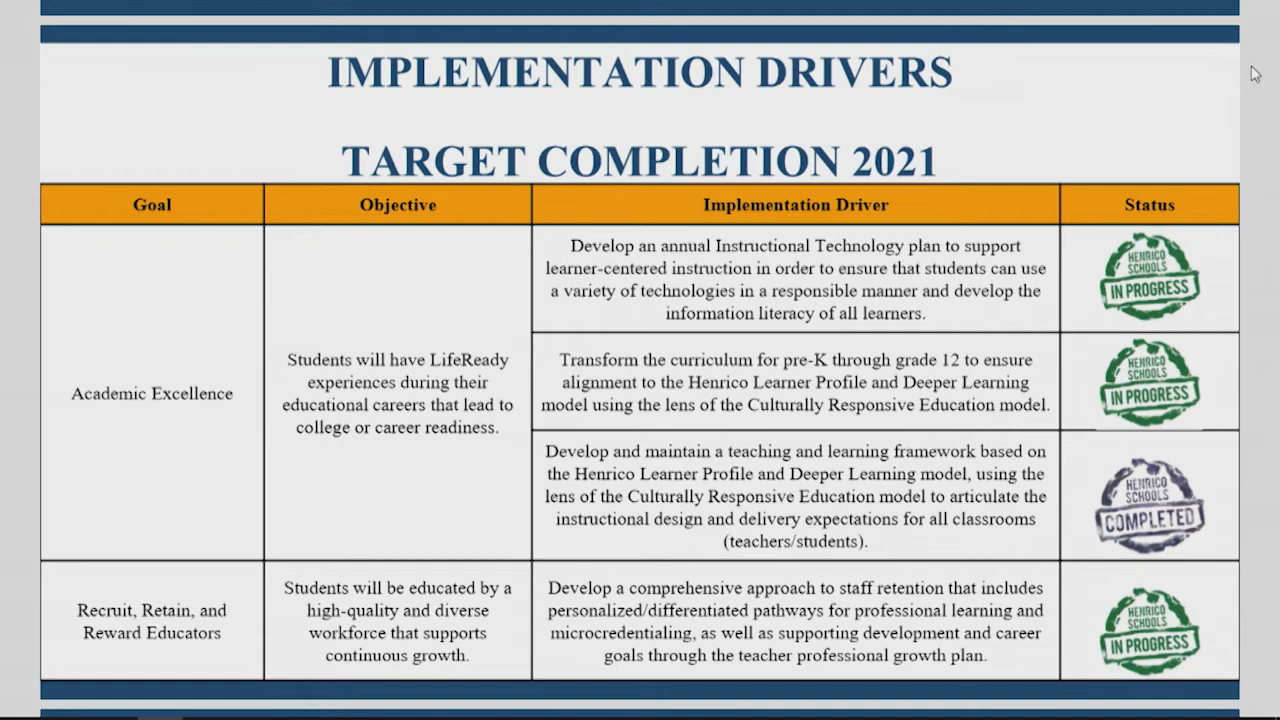 IMPLEMENTATION DRIVERS
TARGET COMPLETION 2021
Goal
Objective
Implementation Driver
Status
Academic Excellence
Students will have LifeReady
experiences during their
educational careers that lead to
college or career readiness.
Develop an annual Instructional Technology plan to support
learner-centered instruction in order to ensure that students can use
a variety of technologies in a responsible manner and develop the
information literacy of all learners.
HENRICO
SCHOOLS
IN PROGRESS
Transform the curriculum for pre-K through grade 12 to ensure
alignment to the Henrico Learner Profile and Deeper Learning
model using the lens of the Culturally Responsive Education model.
HENRICO
SCHOOLS
IN PROGRESS
Develop and maintain a teaching and learning framework based on
the Henrico Learner Profile and Deeper Learning model, using the
lens of the Culturally Responsive Education model to articulate the
instructional design and delivery expectations for all classrooms
(teachers/students).
HENRICO
SCHOOLS
COMPLETED
Recruit, Retain, and
Reward Educators
Students will be educated by a
high-quality and diverse
workforce that supports
continuous growth.
Develop a comprehensive approach to staff retention that includes
personalized/differentiated pathways for professional learning and
microcredentialing, as well as supporting development and career
goals through the teacher professional growth plan.
HENRICO
SCHOOLS
IN PROGRESS